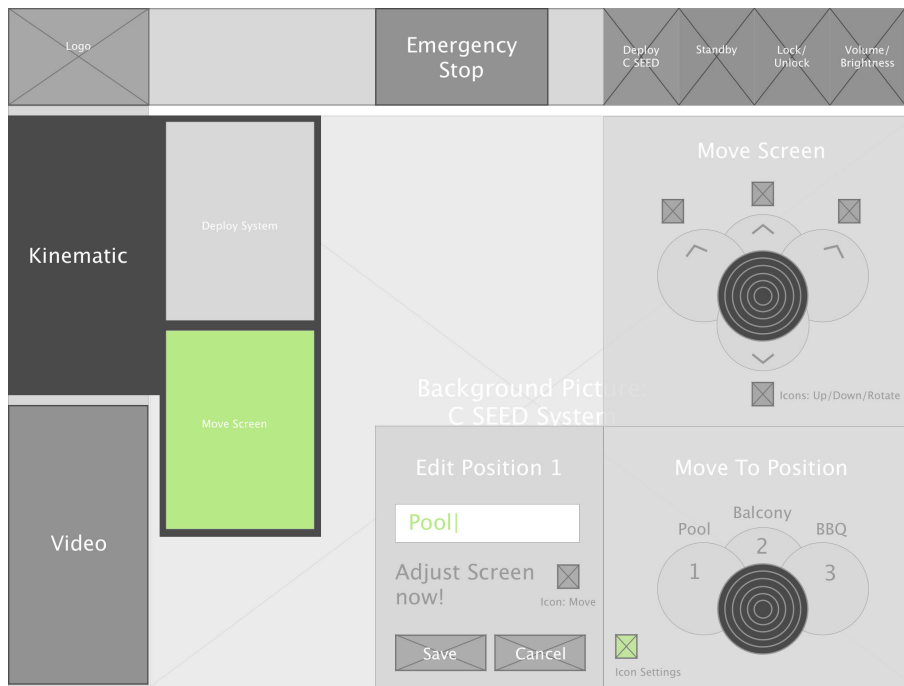 Logo
Emergency
Stop
Deploy
C SEED
Standby
Lock/
Unlock
Volume/
Brightness
Kinematic
Deploy System
Move Screen
Video
Background Picture:
C SEED System
Move Screen
Icons: Up/Down/Rotate
Edit Position 1
Pool
Adjust Screen
now!
Icon: Move
Save
Cancel
Move To Position
Pool
Balcony
BBQ
1
2
3
Icon Settings